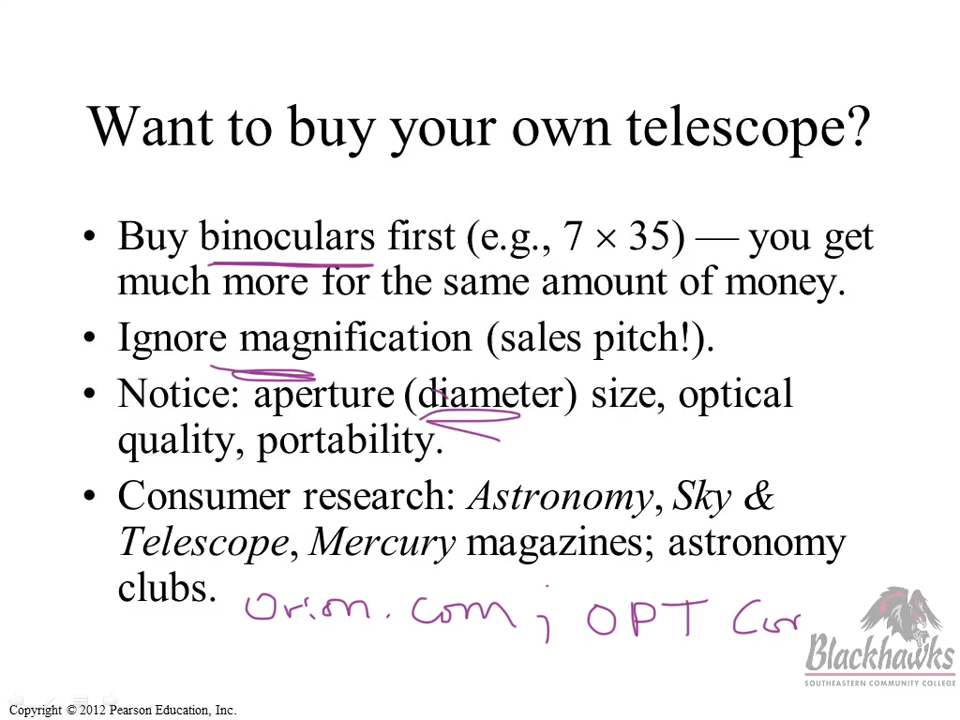 Want to buy your own telescope?
• Buy binoculars first (e.g., 7 × 35) — you get
much more for the same amount of money.
• Ignore magnification (sales pitch!).
• Notice: aperture (diameter) size, optical
quality, portability.
• Consumer research: Astronomy, Sky &
Telescope, Mercury magazines; astronomy
clubs.
Orion.com ; OPT Cor
Blackhawks
SOUTHEASTERN COMMUNITY COLLEGE
Copyright © 2012 Pearson Education, Inc.